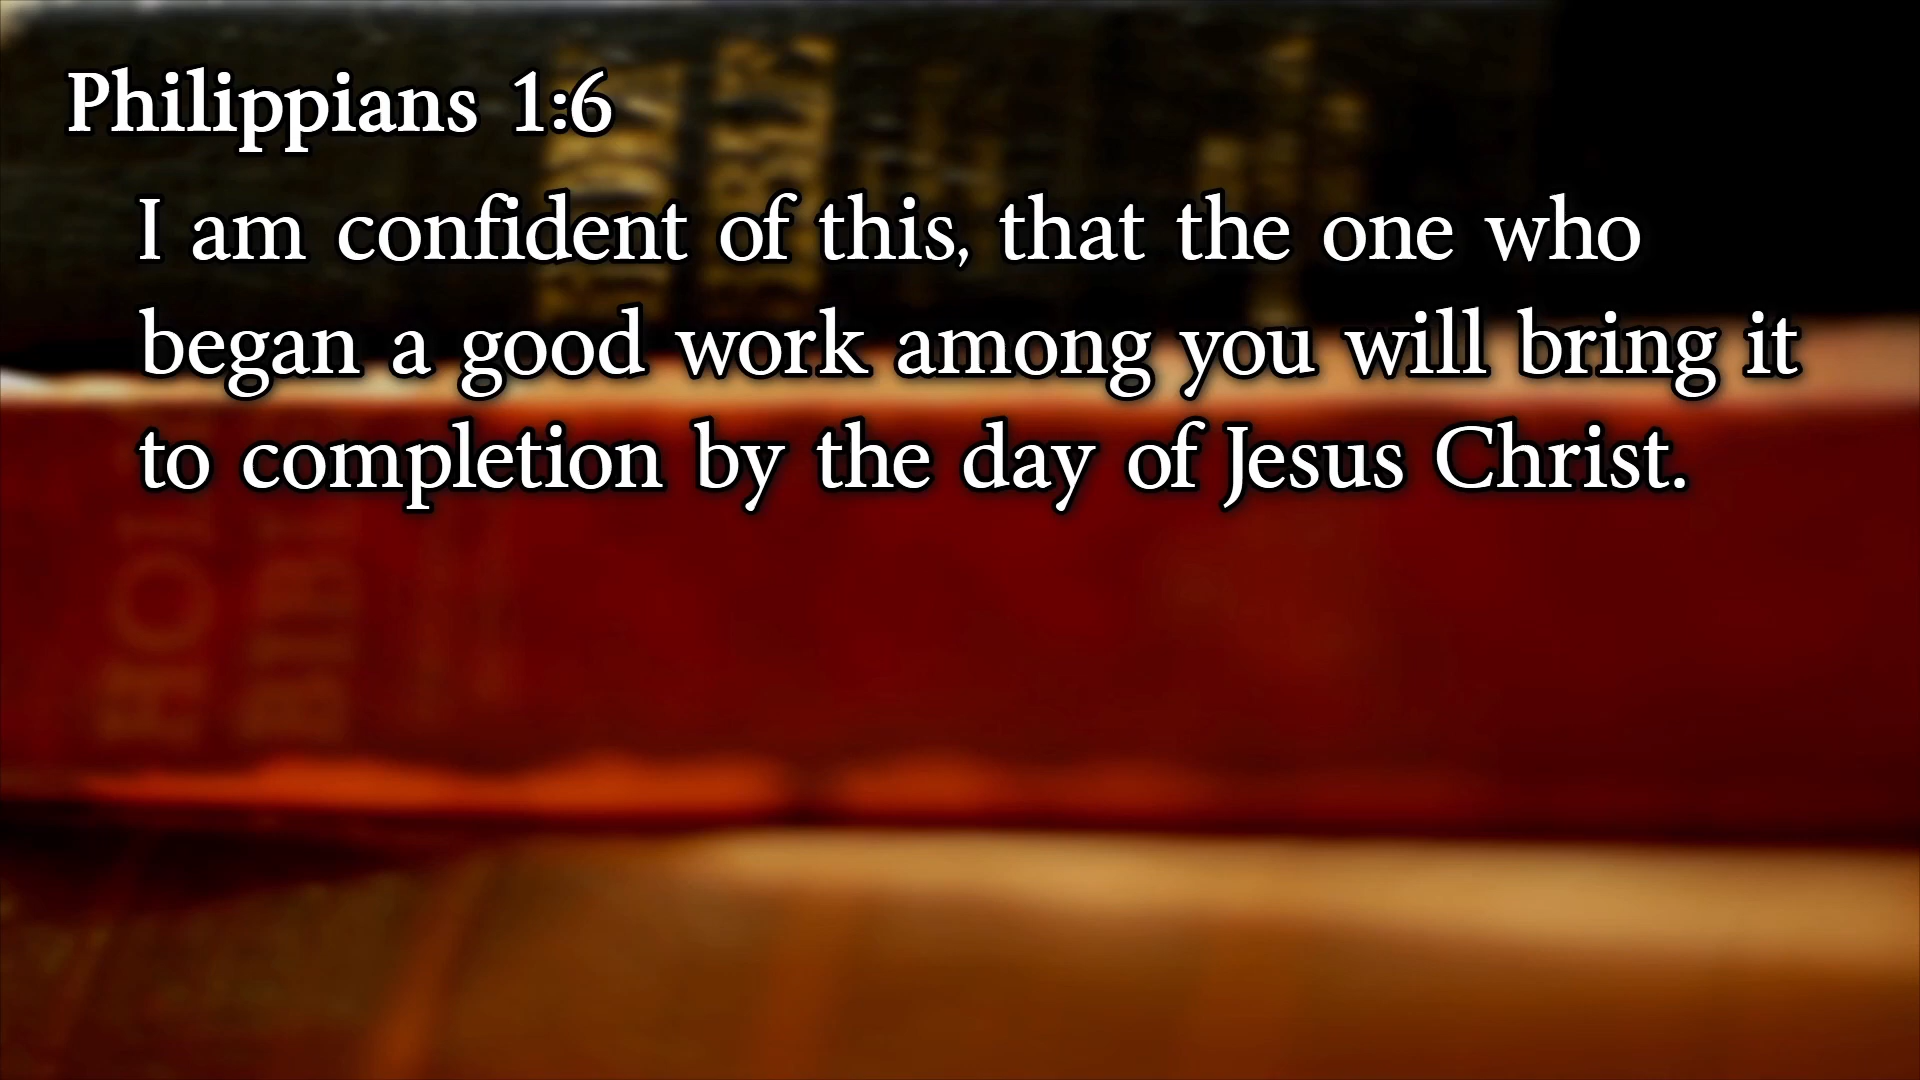 Philippians 1:6
I am confident of this, that the one who
began a good work among you will bring it
to completion by the day of Jesus Christ.